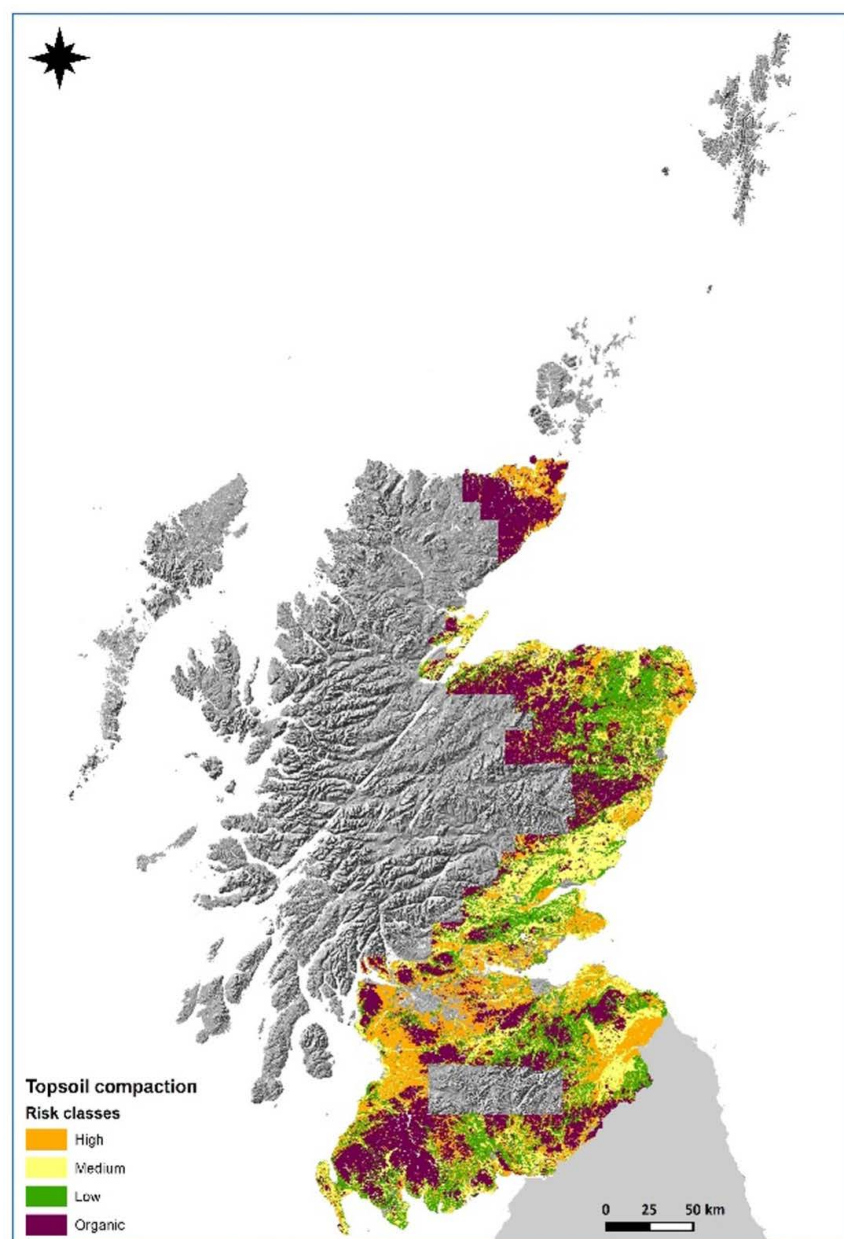 Topsoil compaction
Risk classes
High
Medium
Low
Organic
0 25 50 km